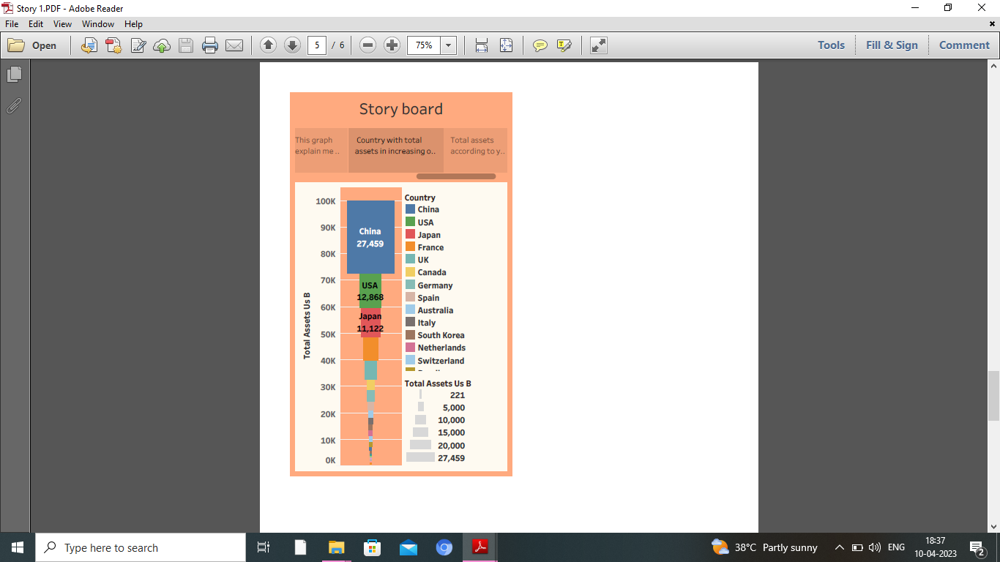 Story 1.PDF - Adobe Reader
File Edit View Window Help
Open 5 / 6 75% Tools Fill & Sign Comment
Story board
This graph
explain me ..
Country with total
assets in increasing o..
Total assets
according to y..
Total Assets Us B
100K
90K
80K
70K
60K
50K
40K
30K
20K
10K
0K
China
27,459
USA
12,868
Japan
11,122
Country
China
USA
Japan
France
UK
Canada
Germany
Spain
Australia
Italy
South Korea
Netherlands
Switzerland
Total Assets Us B
221
5,000
10,000
15,000
20,000
27,459
Type here to search
38°C Partly sunny
ENG
18:37
10-04-2023
2